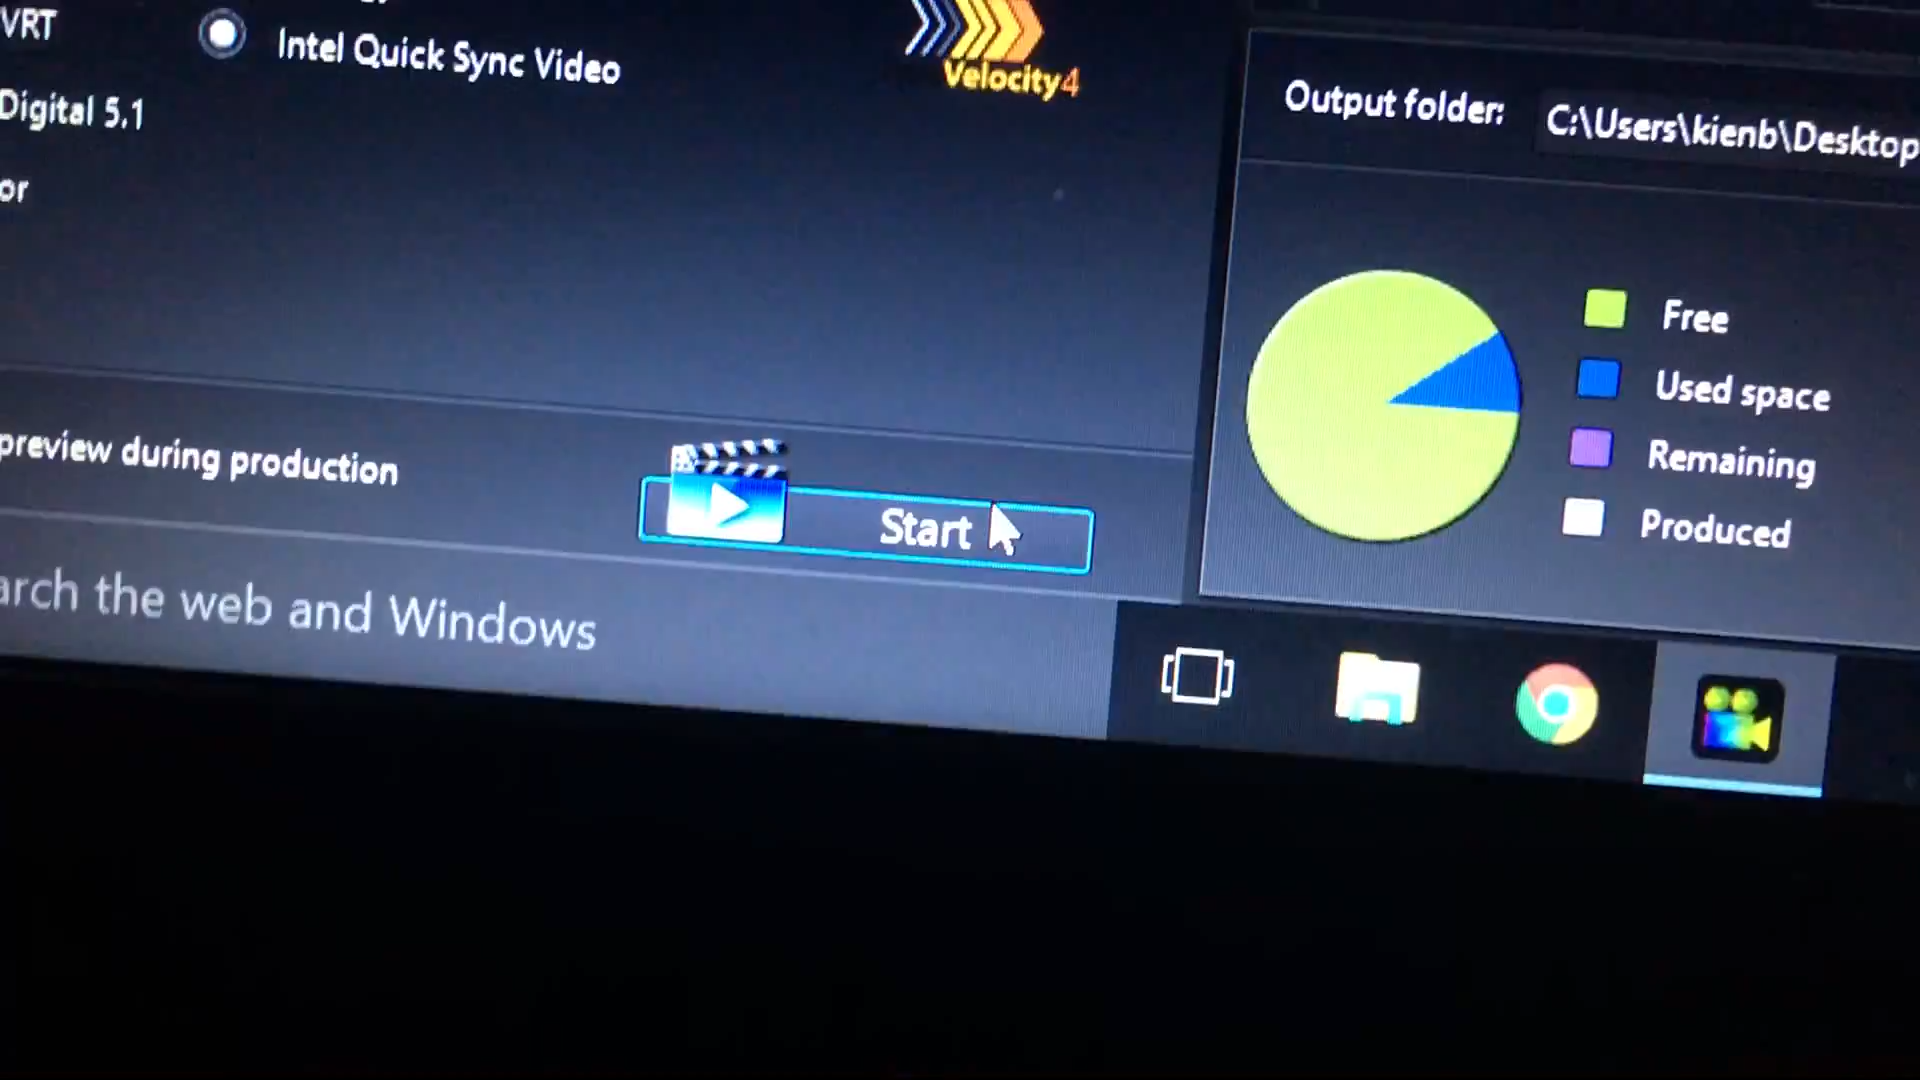 VRT
Intel Quick Sync Video
Velocity4
Digital 5.1
or
preview during production
Start
arch the web and Windows
Output folder: C:\Users\kienb\Desktop
Free
Used space
Remaining
Produced